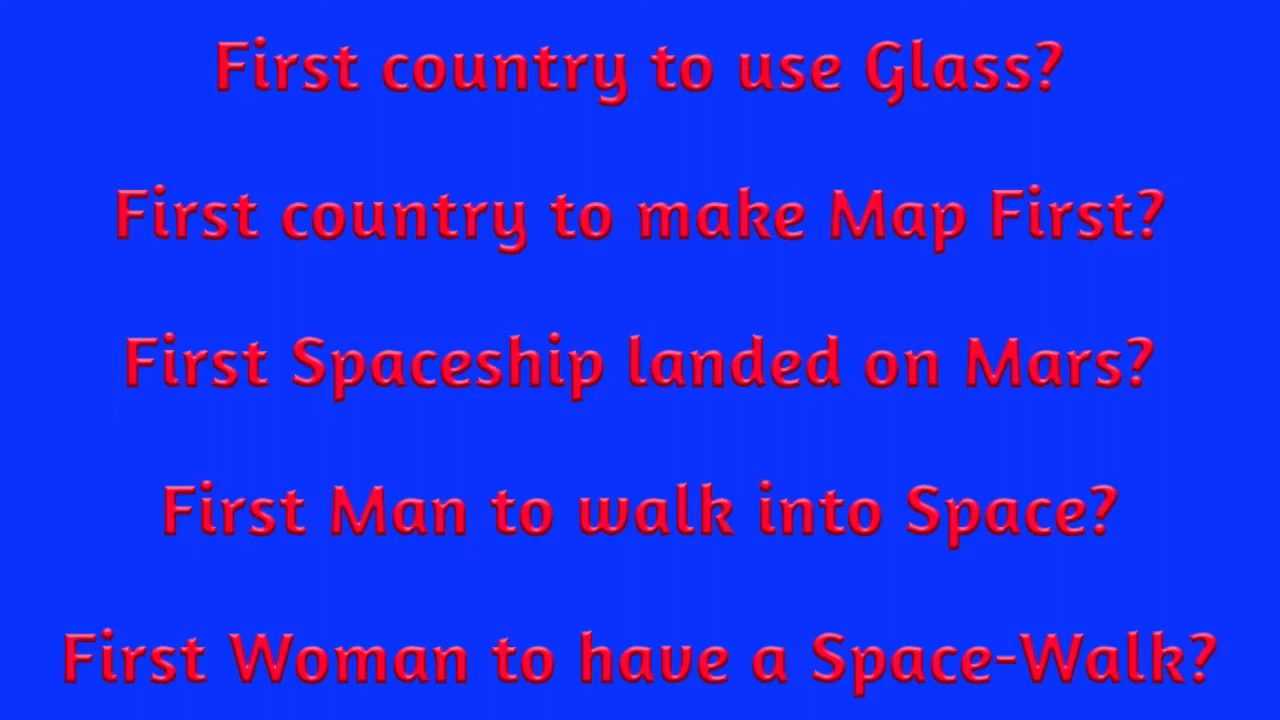 First country to use Glass?
First country to make Map First?
First Spaceship landed on Mars?
First Man to walk into Space?
First Woman to have a Space-Walk?